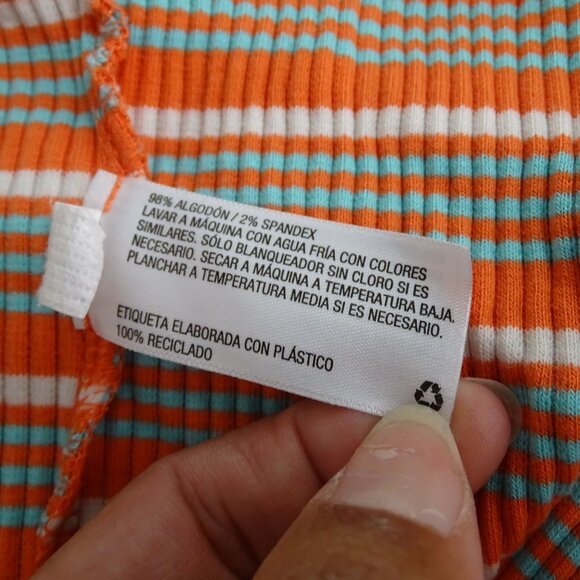 98% ALGODÓN / 2% SPANDEX
LAVAR A MÁQUINA CON AGUA FRÍA CON COLORES
SIMILARES. SÓLO BLANQUEADOR SIN CLORO SI ES
NECESARIO. SECAR A MÁQUINA A TEMPERATURA BAJA.
PLANCHAR A TEMPERATURA MEDIA SI ES NECESARIO.
ETIQUETA ELABORADA CON PLÁSTICO
100% RECICLADO